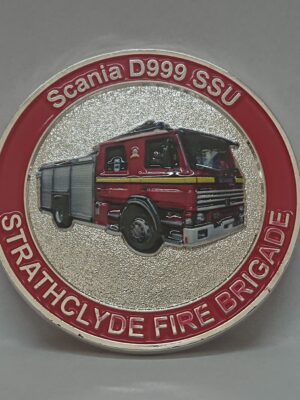 Scania D999 SSU
STRATHCLYDE FIRE BRIGADE